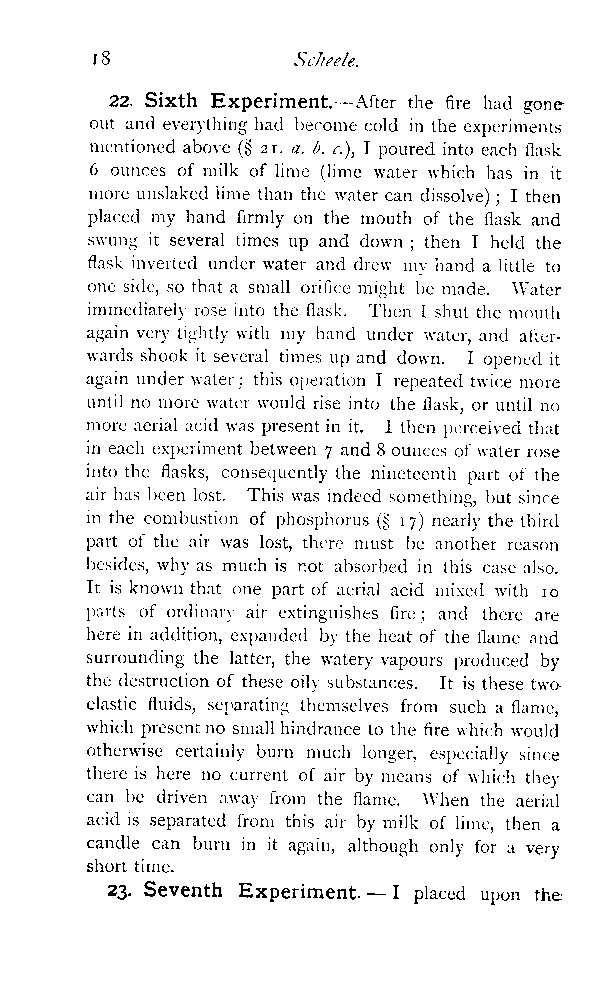 18 Scheele.
22. Sixth Experiment.—After the fire had gone
out and everything had become cold in the experiments
mentioned above (§ 21. a. b. c.), I poured into each flask
6 ounces of milk of lime (lime water which has in it
more unslaked lime than the water can dissolve) ; I then
placed my hand firmly on the mouth of the flask and
swung it several times up and down ; then I held the
flask inverted under water and drew my hand a little to
one side, so that a small orifice might be made. Water
immediately rose into the flask. Then I shut the mouth
again very tightly with my hand under water, and after-
wards shook it several times up and down. I opened it
again under water ; this operation I repeated twice more
until no more water would rise into the flask, or until no
more aerial acid was present in it. I then perceived that
in each experiment between 7 and 8 ounces of water rose
into the flasks, consequently the nineteenth part of the
air has been lost. This was indeed something, but since
in the combustion of phosphorus (§ 17) nearly the third
part of the air was lost, there must be another reason
besides, why as much is not absorbed in this case also.
It is known that one part of aerial acid mixed with 10
parts of ordinary air extinguishes fire ; and there are
here in addition, expanded by the heat of the flame and
surrounding the latter, the watery vapours produced by
the destruction of these oily substances. It is these two
elastic fluids, separating themselves from such a flame,
which present no small hindrance to the fire which would
otherwise certainly burn much longer, especially since
there is here no current of air by means of which they
can be driven away from the flame. When the aerial
acid is separated from this air by milk of lime, then a
candle can burn in it again, although only for a very
short time.
23. Seventh Experiment. — I placed upon the